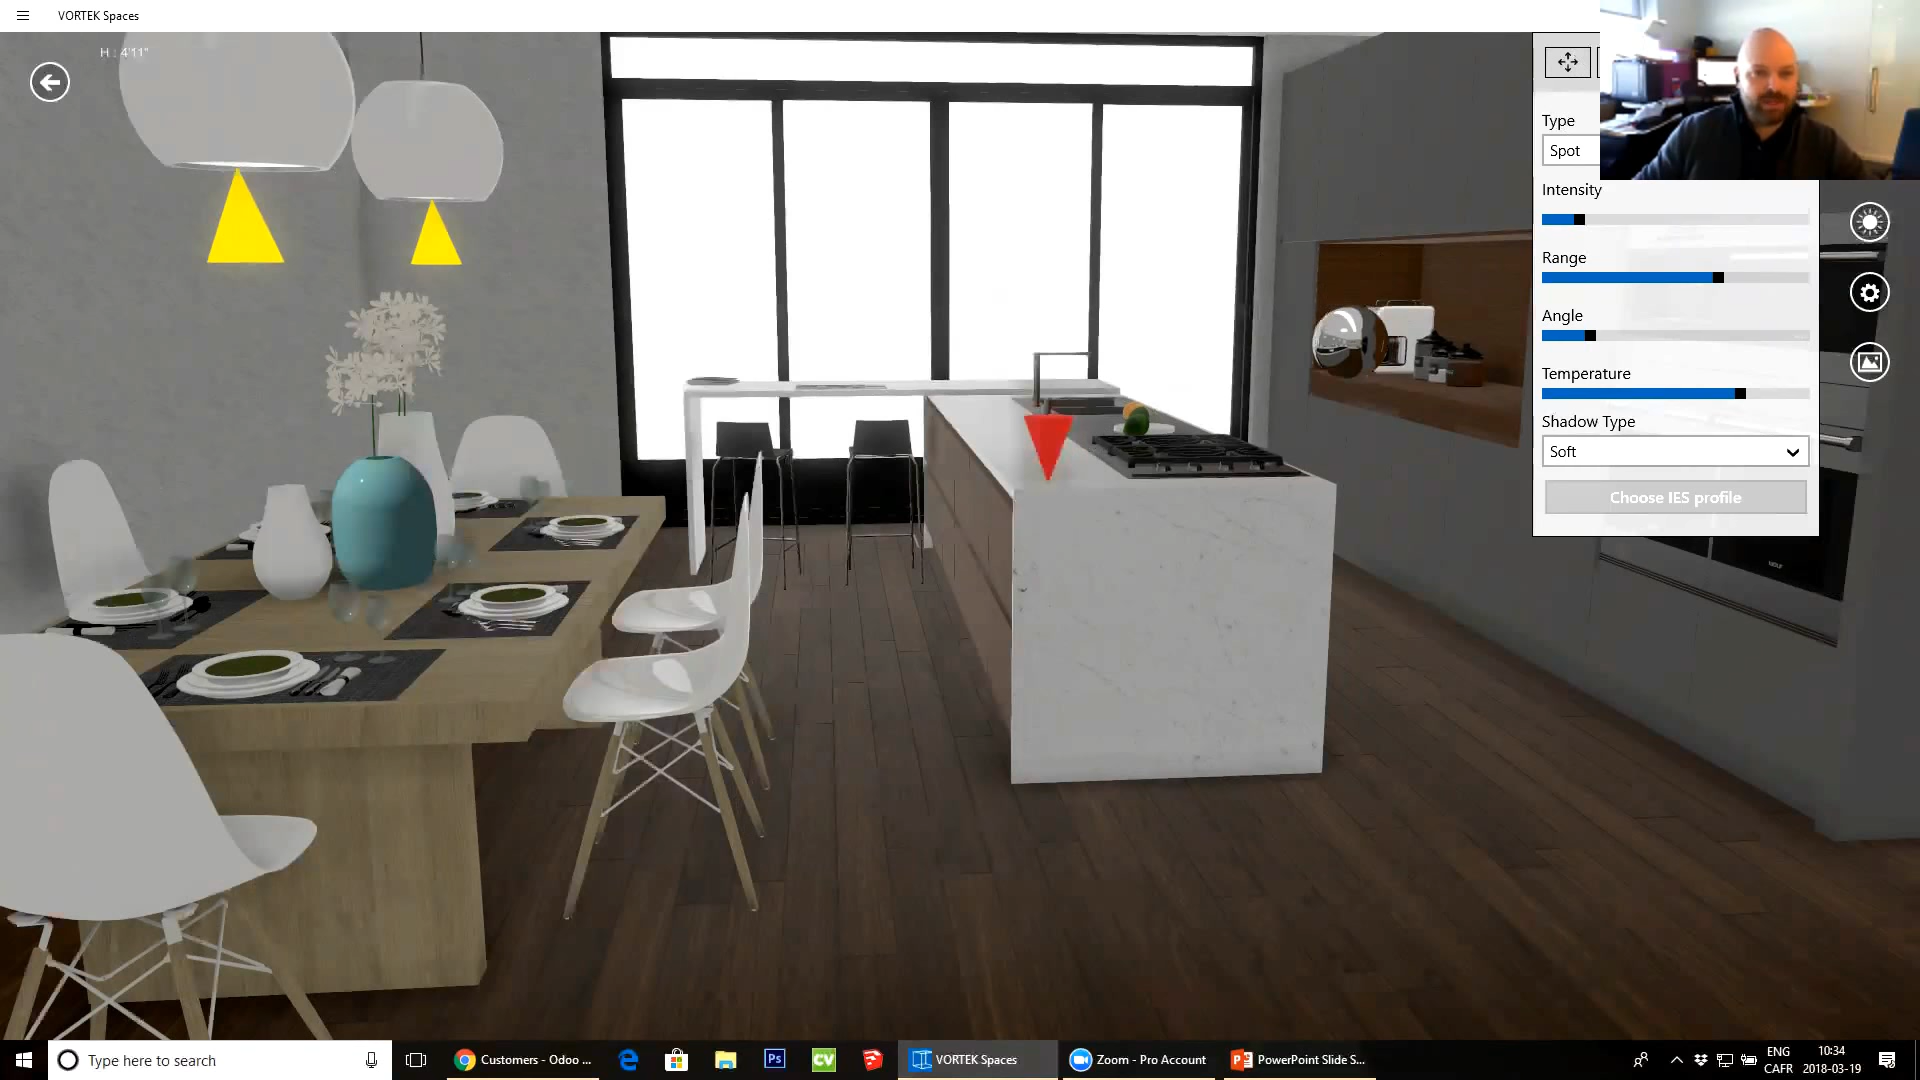 VORTEK Spaces
H : 4'11"
Type
Spot
Intensity
Range
Angle
Temperature
Shadow Type
Soft
Choose IES profile
WOLF
Type here to search
Customers - Odoo ...
Ps
CV
VORTEK Spaces
Zoom - Pro Account
PowerPoint Slide S...
ENG
CAFR
10:34
2018-03-19